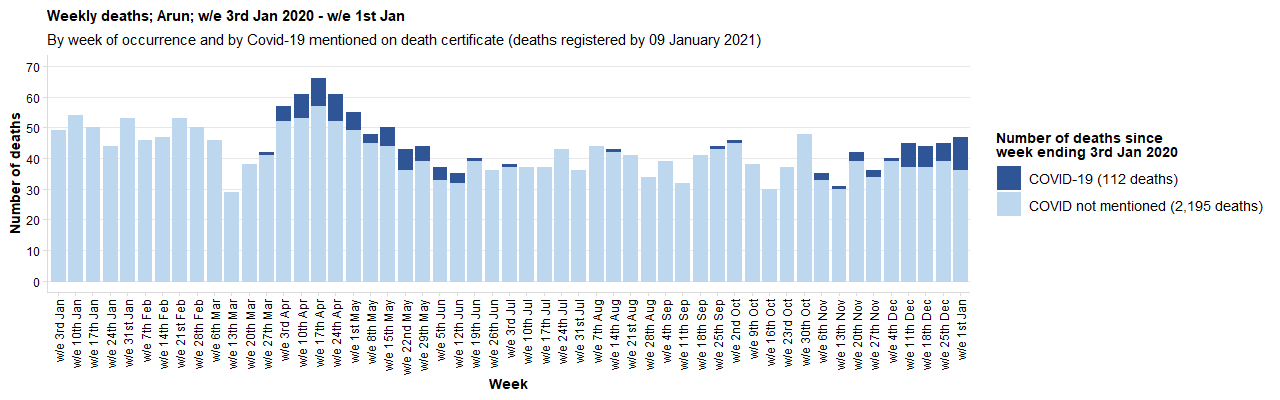 Weekly deaths; Arun; w/e 3rd Jan 2020 - w/e 1st Jan
By week of occurrence and by Covid-19 mentioned on death certificate (deaths registered by 09 January 2021)
Number of deaths
70
60
50
40
30
20
10
0
w/e 3rd Jan
w/e 10th Jan
w/e 17th Jan
w/e 24th Jan
w/e 31st Jan
w/e 7th Feb
w/e 14th Feb
w/e 21st Feb
w/e 28th Feb
w/e 6th Mar
w/e 13th Mar
w/e 20th Mar
w/e 27th Mar
w/e 3rd Apr
w/e 10th Apr
w/e 17th Apr
w/e 24th Apr
w/e 1st May
w/e 8th May
w/e 15th May
w/e 22nd May
w/e 29th May
w/e 5th Jun
w/e 12th Jun
w/e 19th Jun
w/e 26th Jun
w/e 3rd Jul
w/e 10th Jul
w/e 17th Jul
w/e 24th Jul
w/e 31st Jul
w/e 7th Aug
w/e 14th Aug
w/e 21st Aug
w/e 28th Aug
w/e 4th Sep
w/e 11th Sep
w/e 18th Sep
w/e 25th Sep
w/e 2nd Oct
w/e 9th Oct
w/e 16th Oct
w/e 23rd Oct
w/e 30th Oct
w/e 6th Nov
w/e 13th Nov
w/e 20th Nov
w/e 27th Nov
w/e 4th Dec
w/e 11th Dec
w/e 18th Dec
w/e 25th Dec
w/e 1st Jan
Week
Number of deaths since
week ending 3rd Jan 2020
COVID-19 (112 deaths)
COVID not mentioned (2,195 deaths)